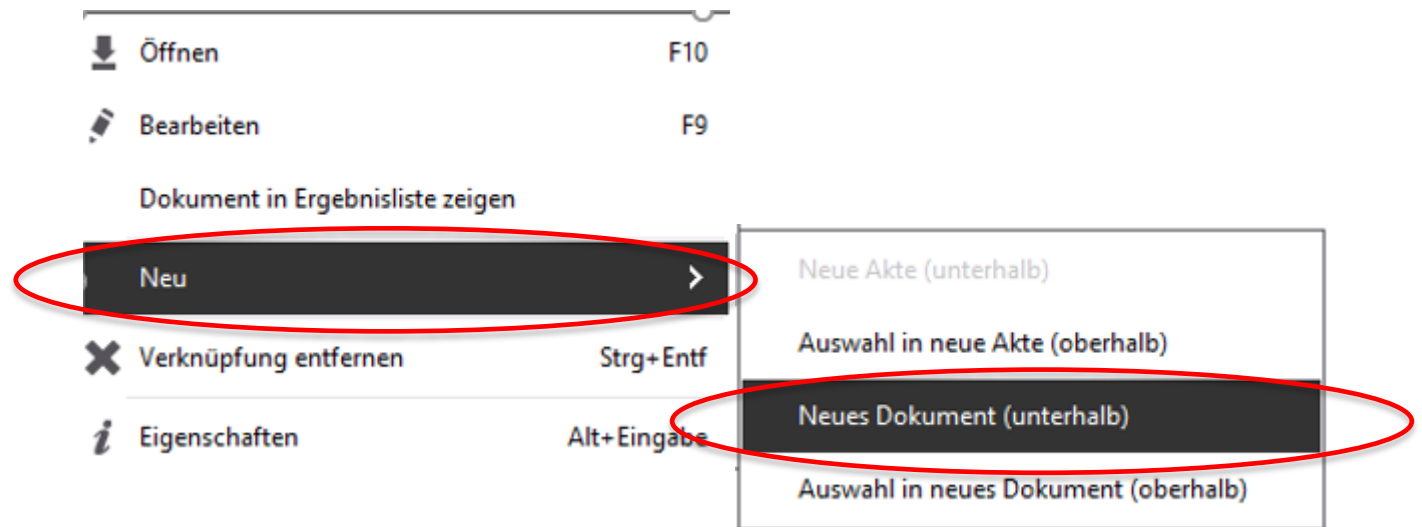 Öffnen F10
Bearbeiten F9
Dokument in Ergebnisliste zeigen
Neu
Verknüpfung entfernen Strg+Entf
Eigenschaften Alt+Eingabe
Neue Akte (unterhalb)
Auswahl in neue Akte (oberhalb)
Neues Dokument (unterhalb)
Auswahl in neues Dokument (oberhalb)